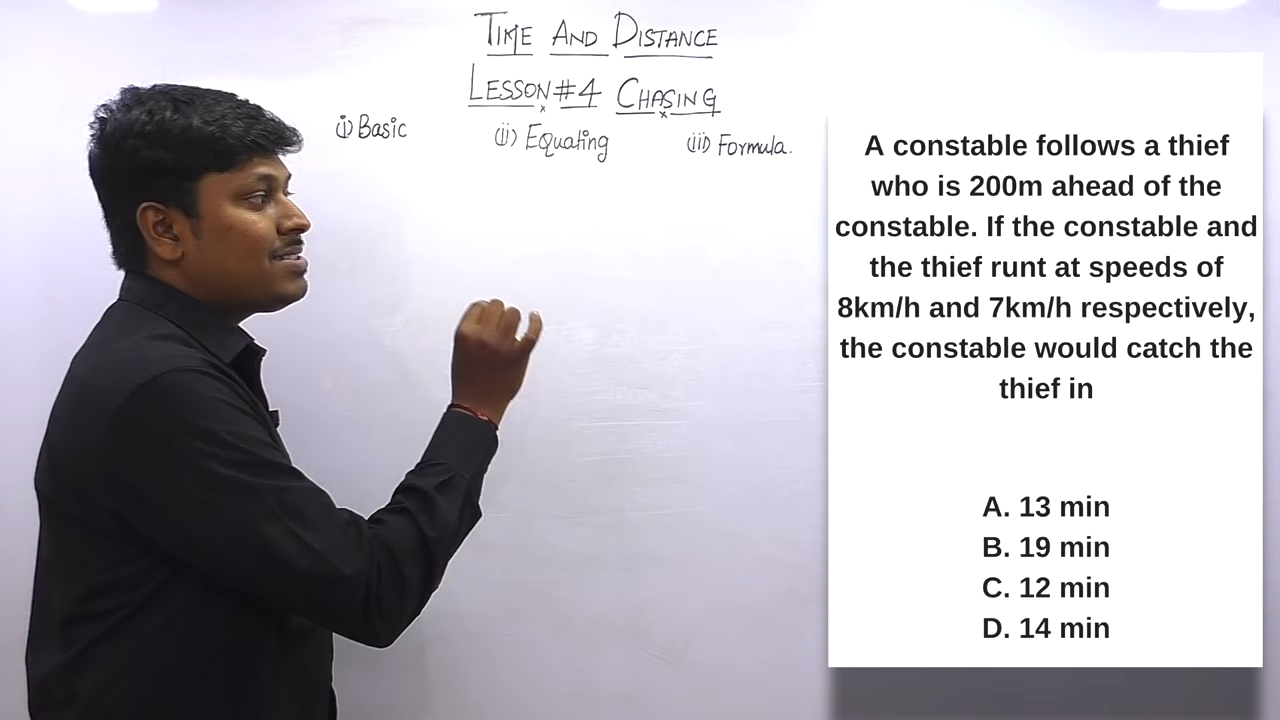 TIME AND DISTANCE
LESSON #4 CHASING
(i) Basic (ii) Equating (iii) Formula.
A constable follows a thief
who is 200m ahead of the
constable. If the constable and
the thief runt at speeds of
8km/h and 7km/h respectively,
the constable would catch the
thief in
A. 13 min
B. 19 min
C. 12 min
D. 14 min